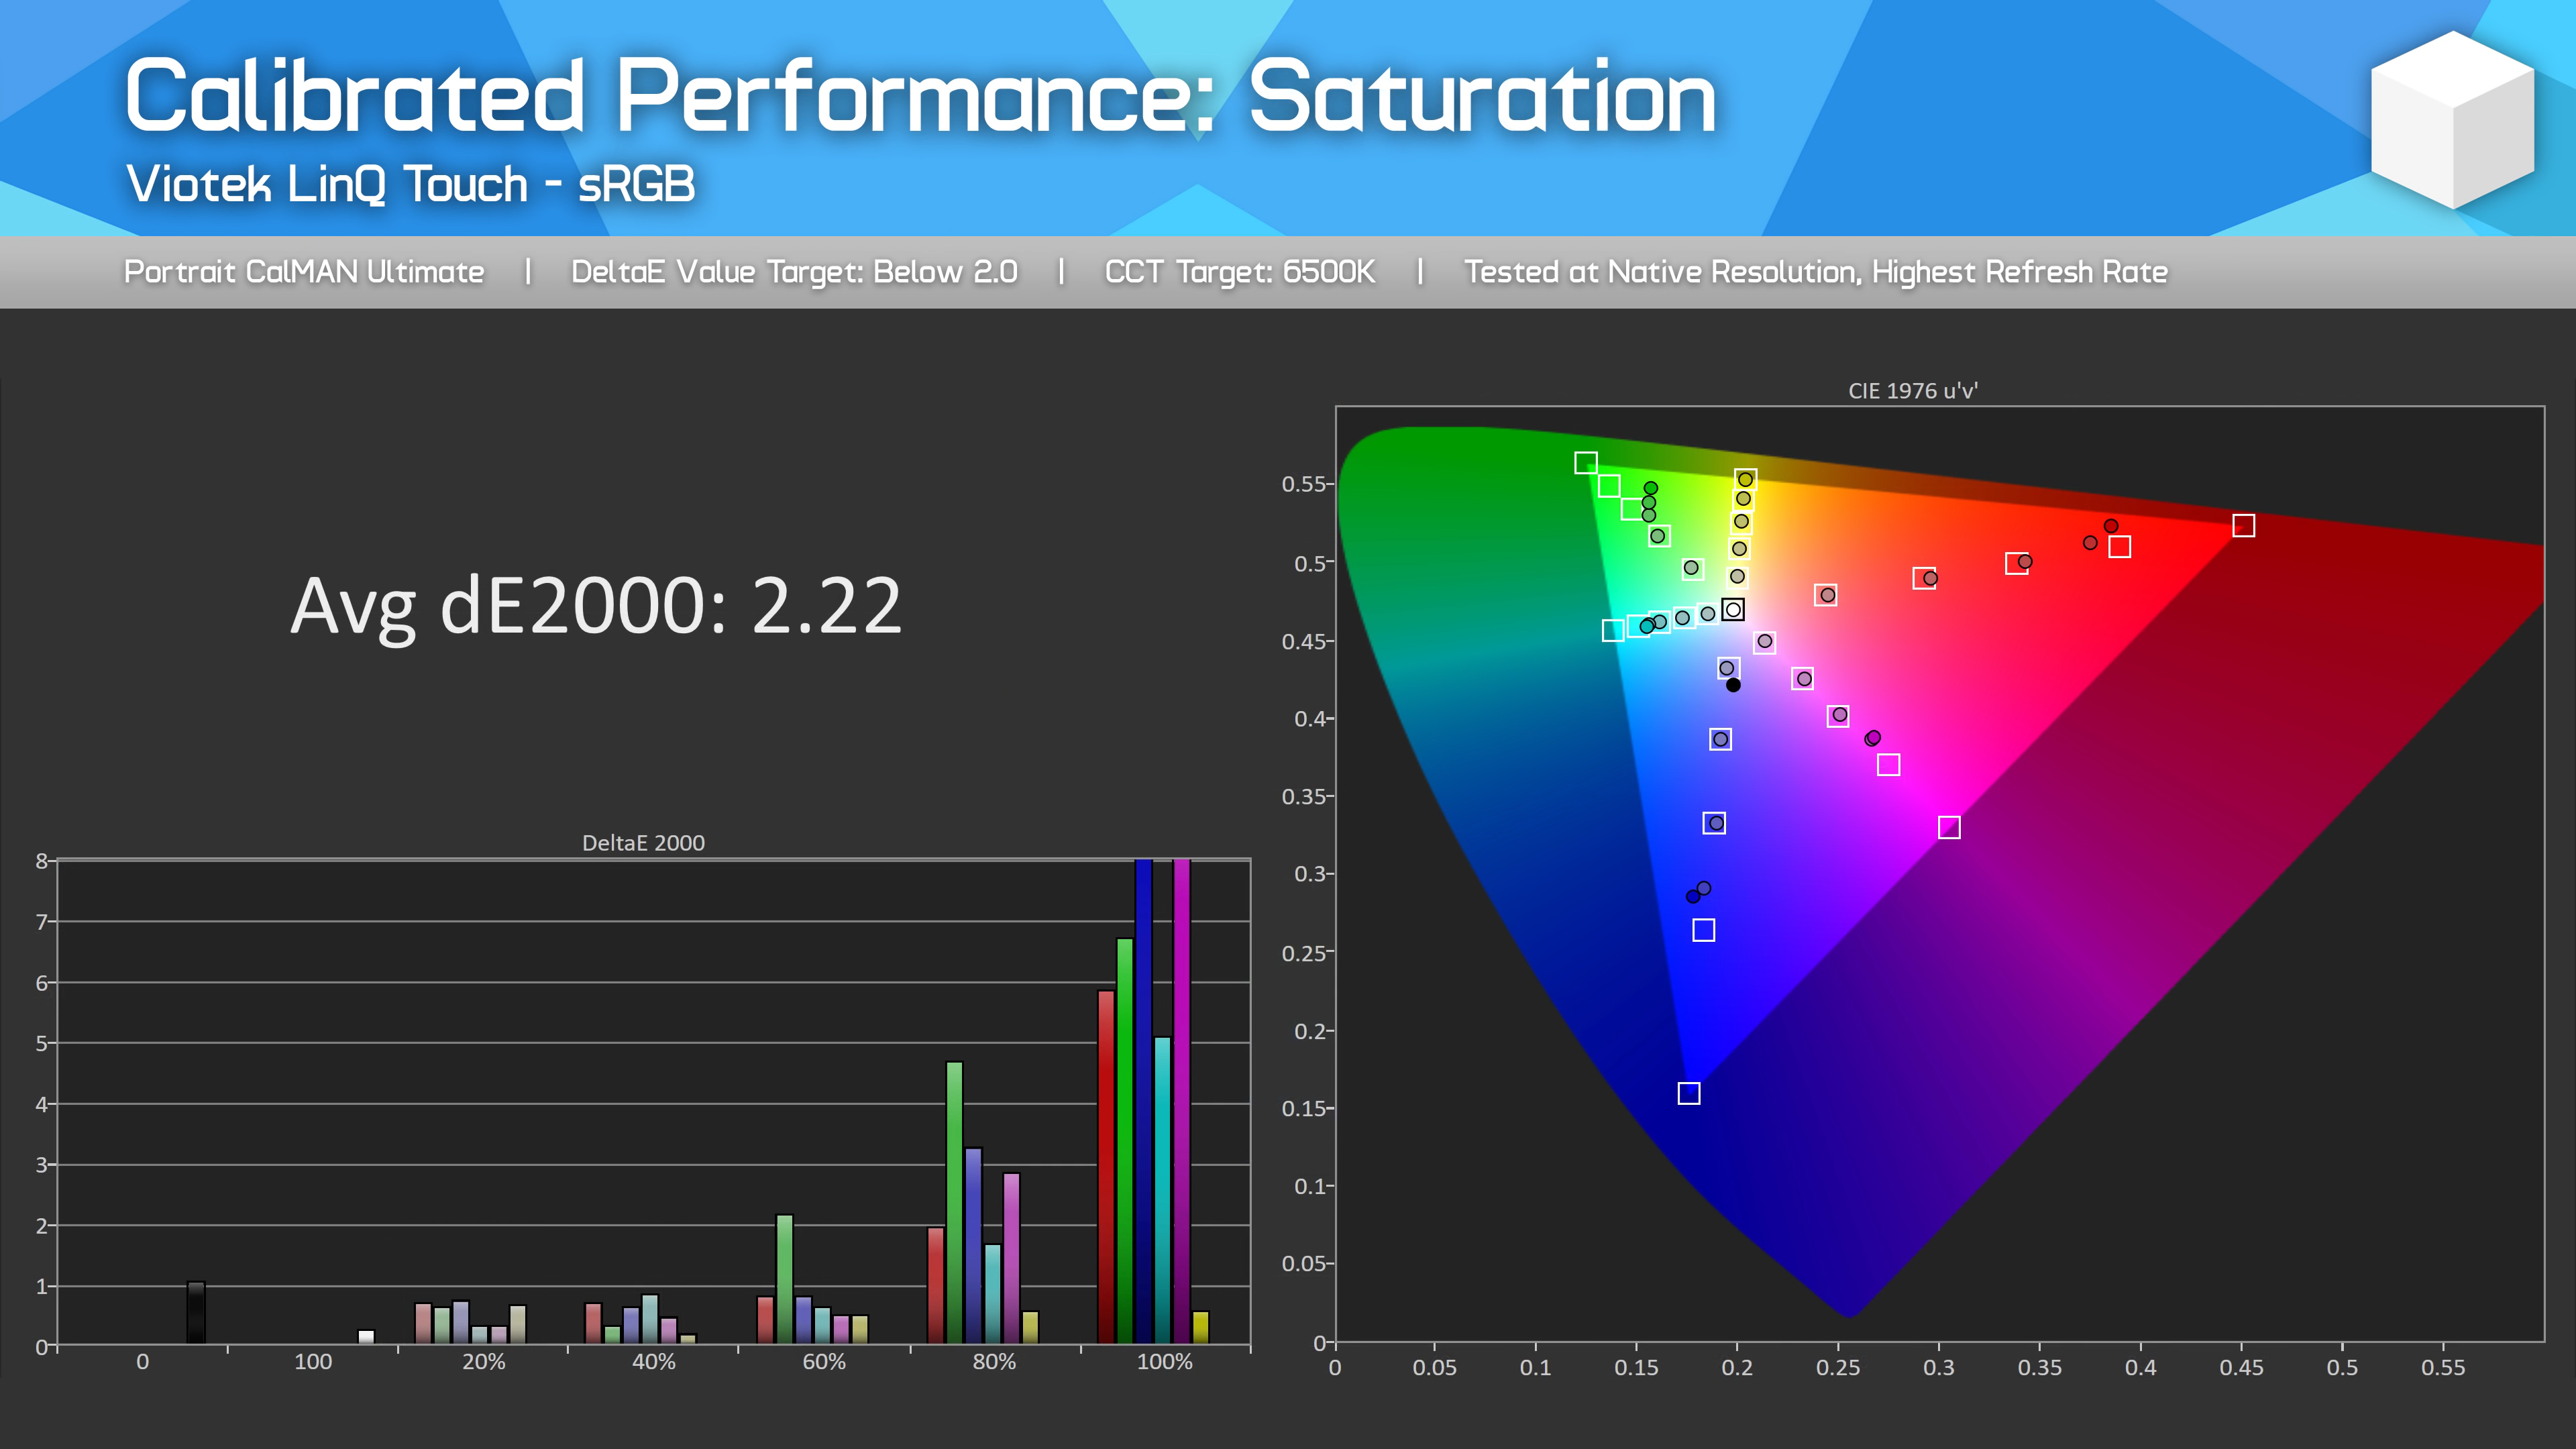 Calibrated Performance: Saturation
Viotek LinQ Touch - sRGB
Portrait CalMAN Ultimate | DeltaE Value Target: Below 2.0 | CCT Target: 6500K | Tested at Native Resolution, Highest Refresh Rate
Avg dE2000: 2.22
DeltaE 2000
8
7
6
5
4
3
2
1
0
0 100 20% 40% 60% 80% 100%
CIE 1976 u'v'
0.55
0.5
0.45
0.4
0.35
0.3
0.25
0.2
0.15
0.1
0.05
0
0 0.05 0.1 0.15 0.2 0.25 0.3 0.35 0.4 0.45 0.5 0.55